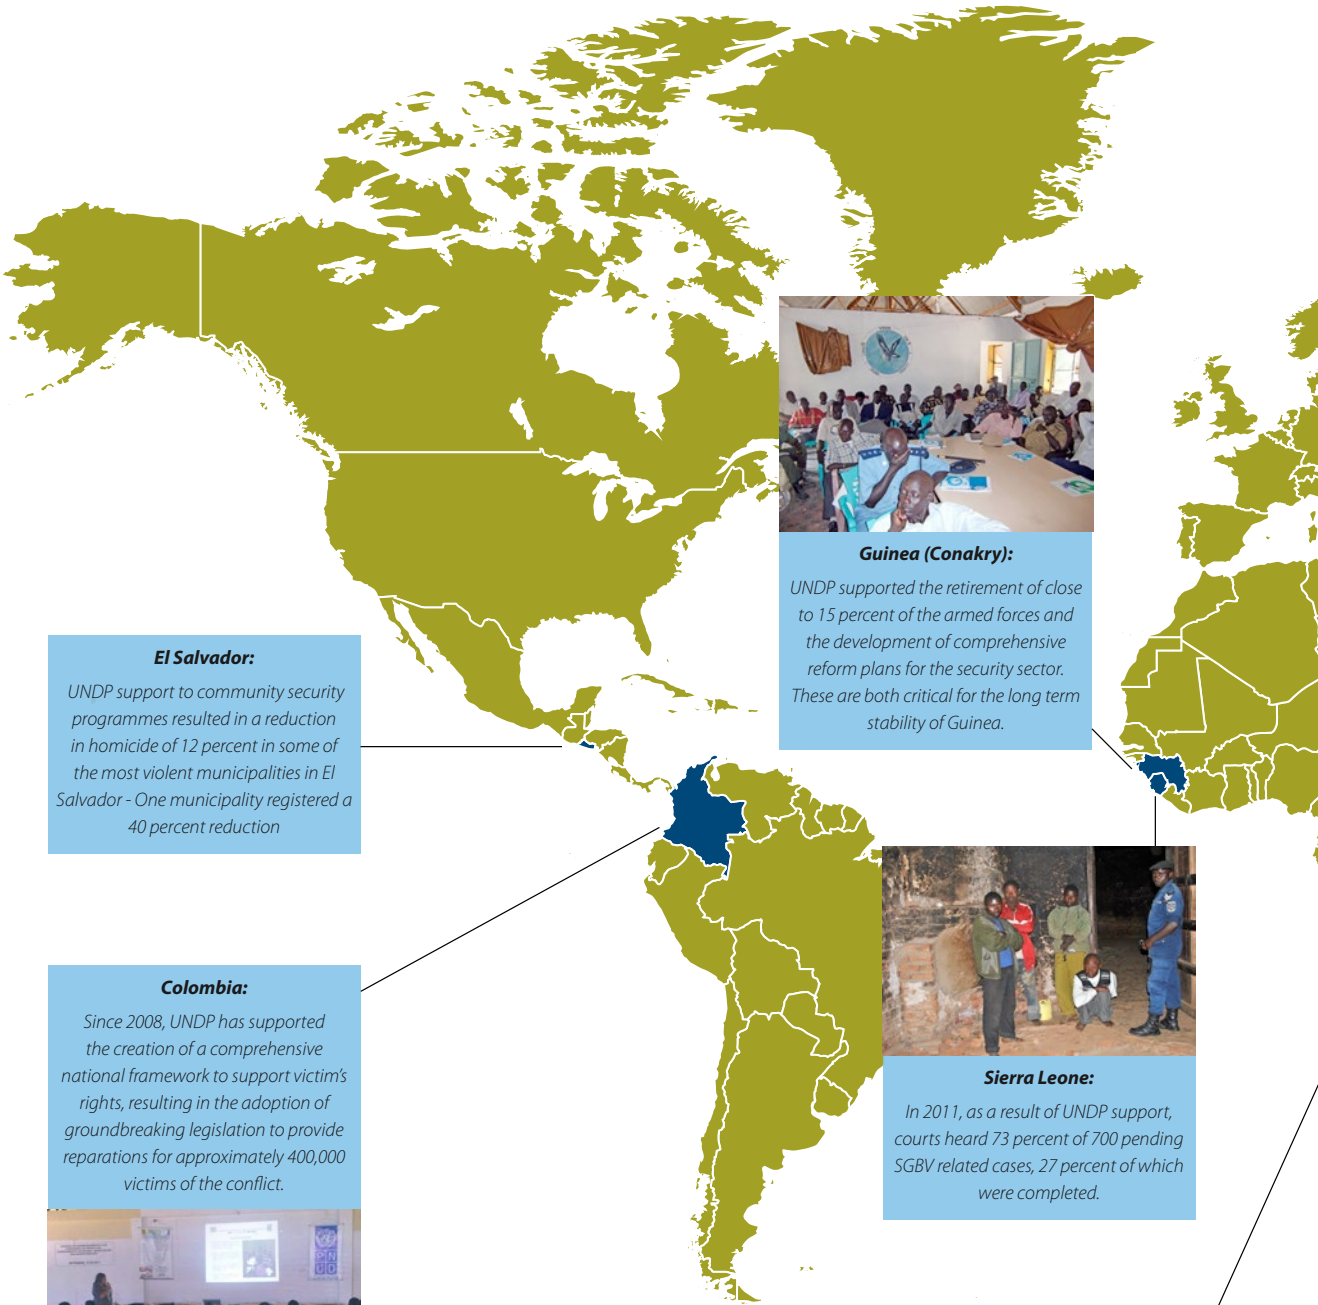 Guinea (Conakry):
UNDP supported the retirement of close
to 15 percent of the armed forces and
the development of comprehensive
reform plans for the security sector.
These are both critical for the long term
stability of Guinea.
El Salvador:
UNDP support to community security
programmes resulted in a reduction
in homicide of 12 percent in some of
the most violent municipalities in El
Salvador - One municipality registered a
40 percent reduction
Colombia:
Since 2008, UNDP has supported
the creation of a comprehensive
national framework to support victim's
rights, resulting in the adoption of
groundbreaking legislation to provide
reparations for approximately 400,000
victims of the conflict.
Sierra Leone:
In 2011, as a result of UNDP support,
courts heard 73 percent of 700 pending
SGBV related cases, 27 percent of which
were completed.
P N
U D